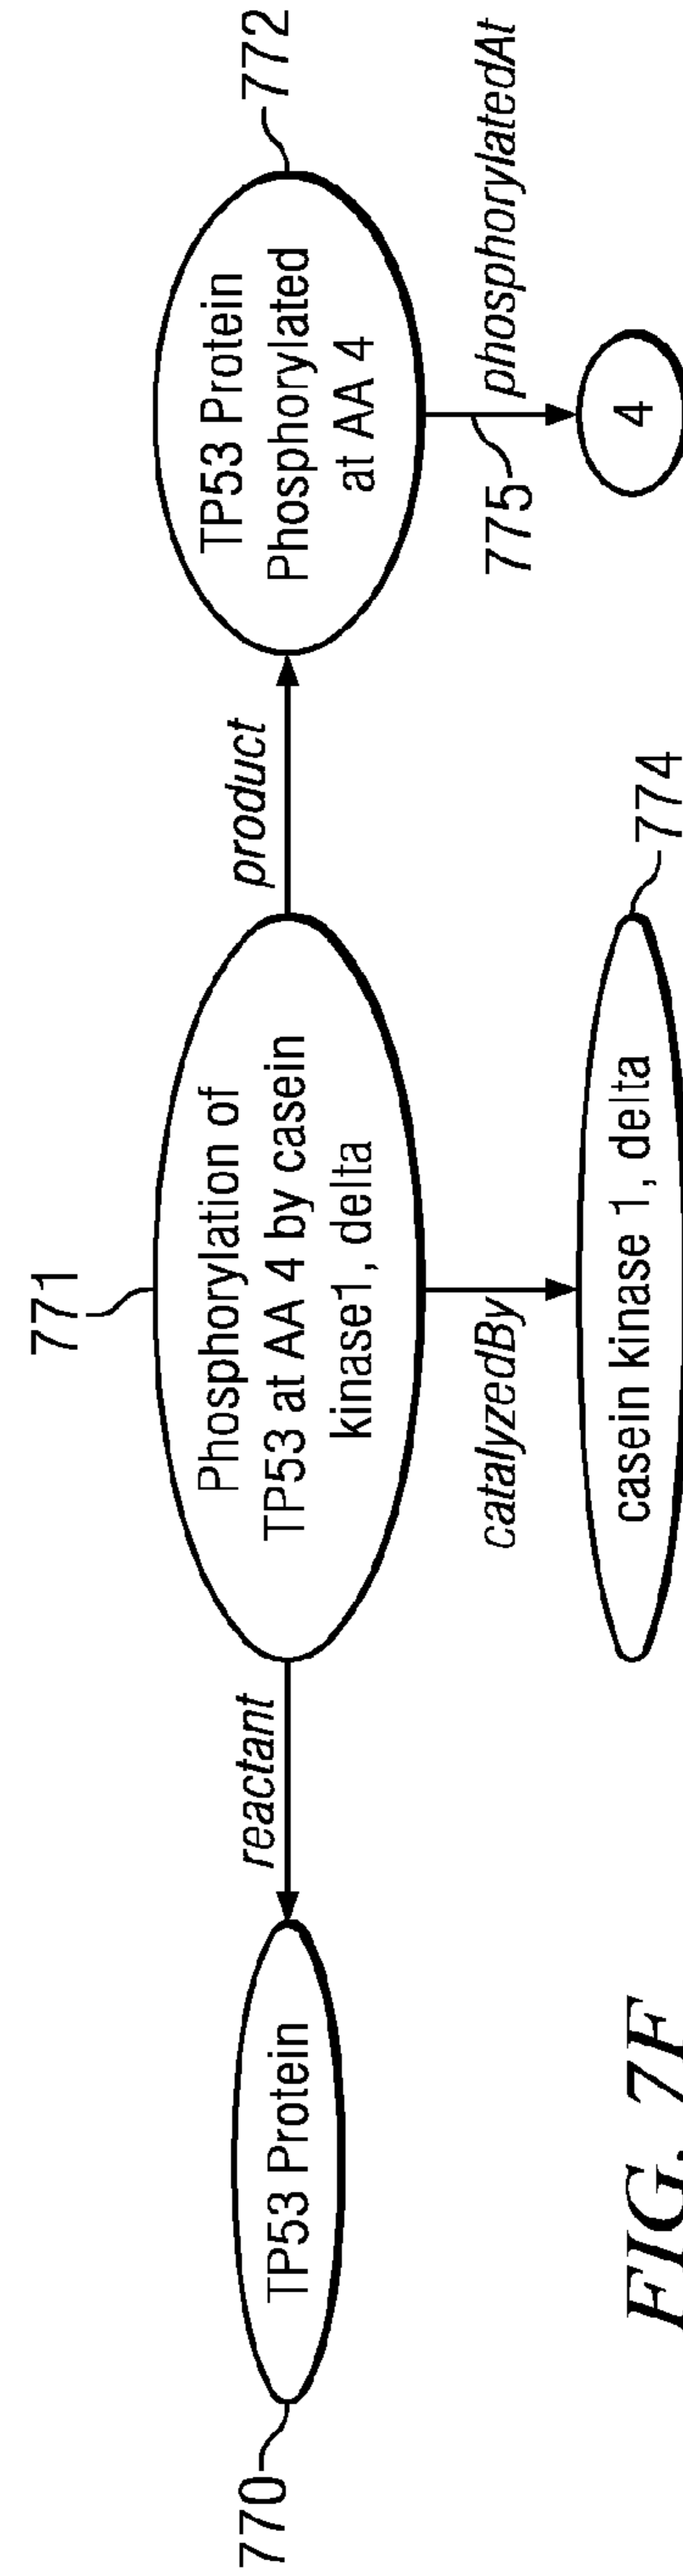 771
772
770
TP53 Protein
reactant
Phosphorylation of
TP53 at AA 4 by casein
kinase1, delta
product
TP53 Protein
Phosphorylated
at AA 4
catalyzedBy
775
phosphorylatedAt
casein kinase 1, delta
774
4
FIG. 7F